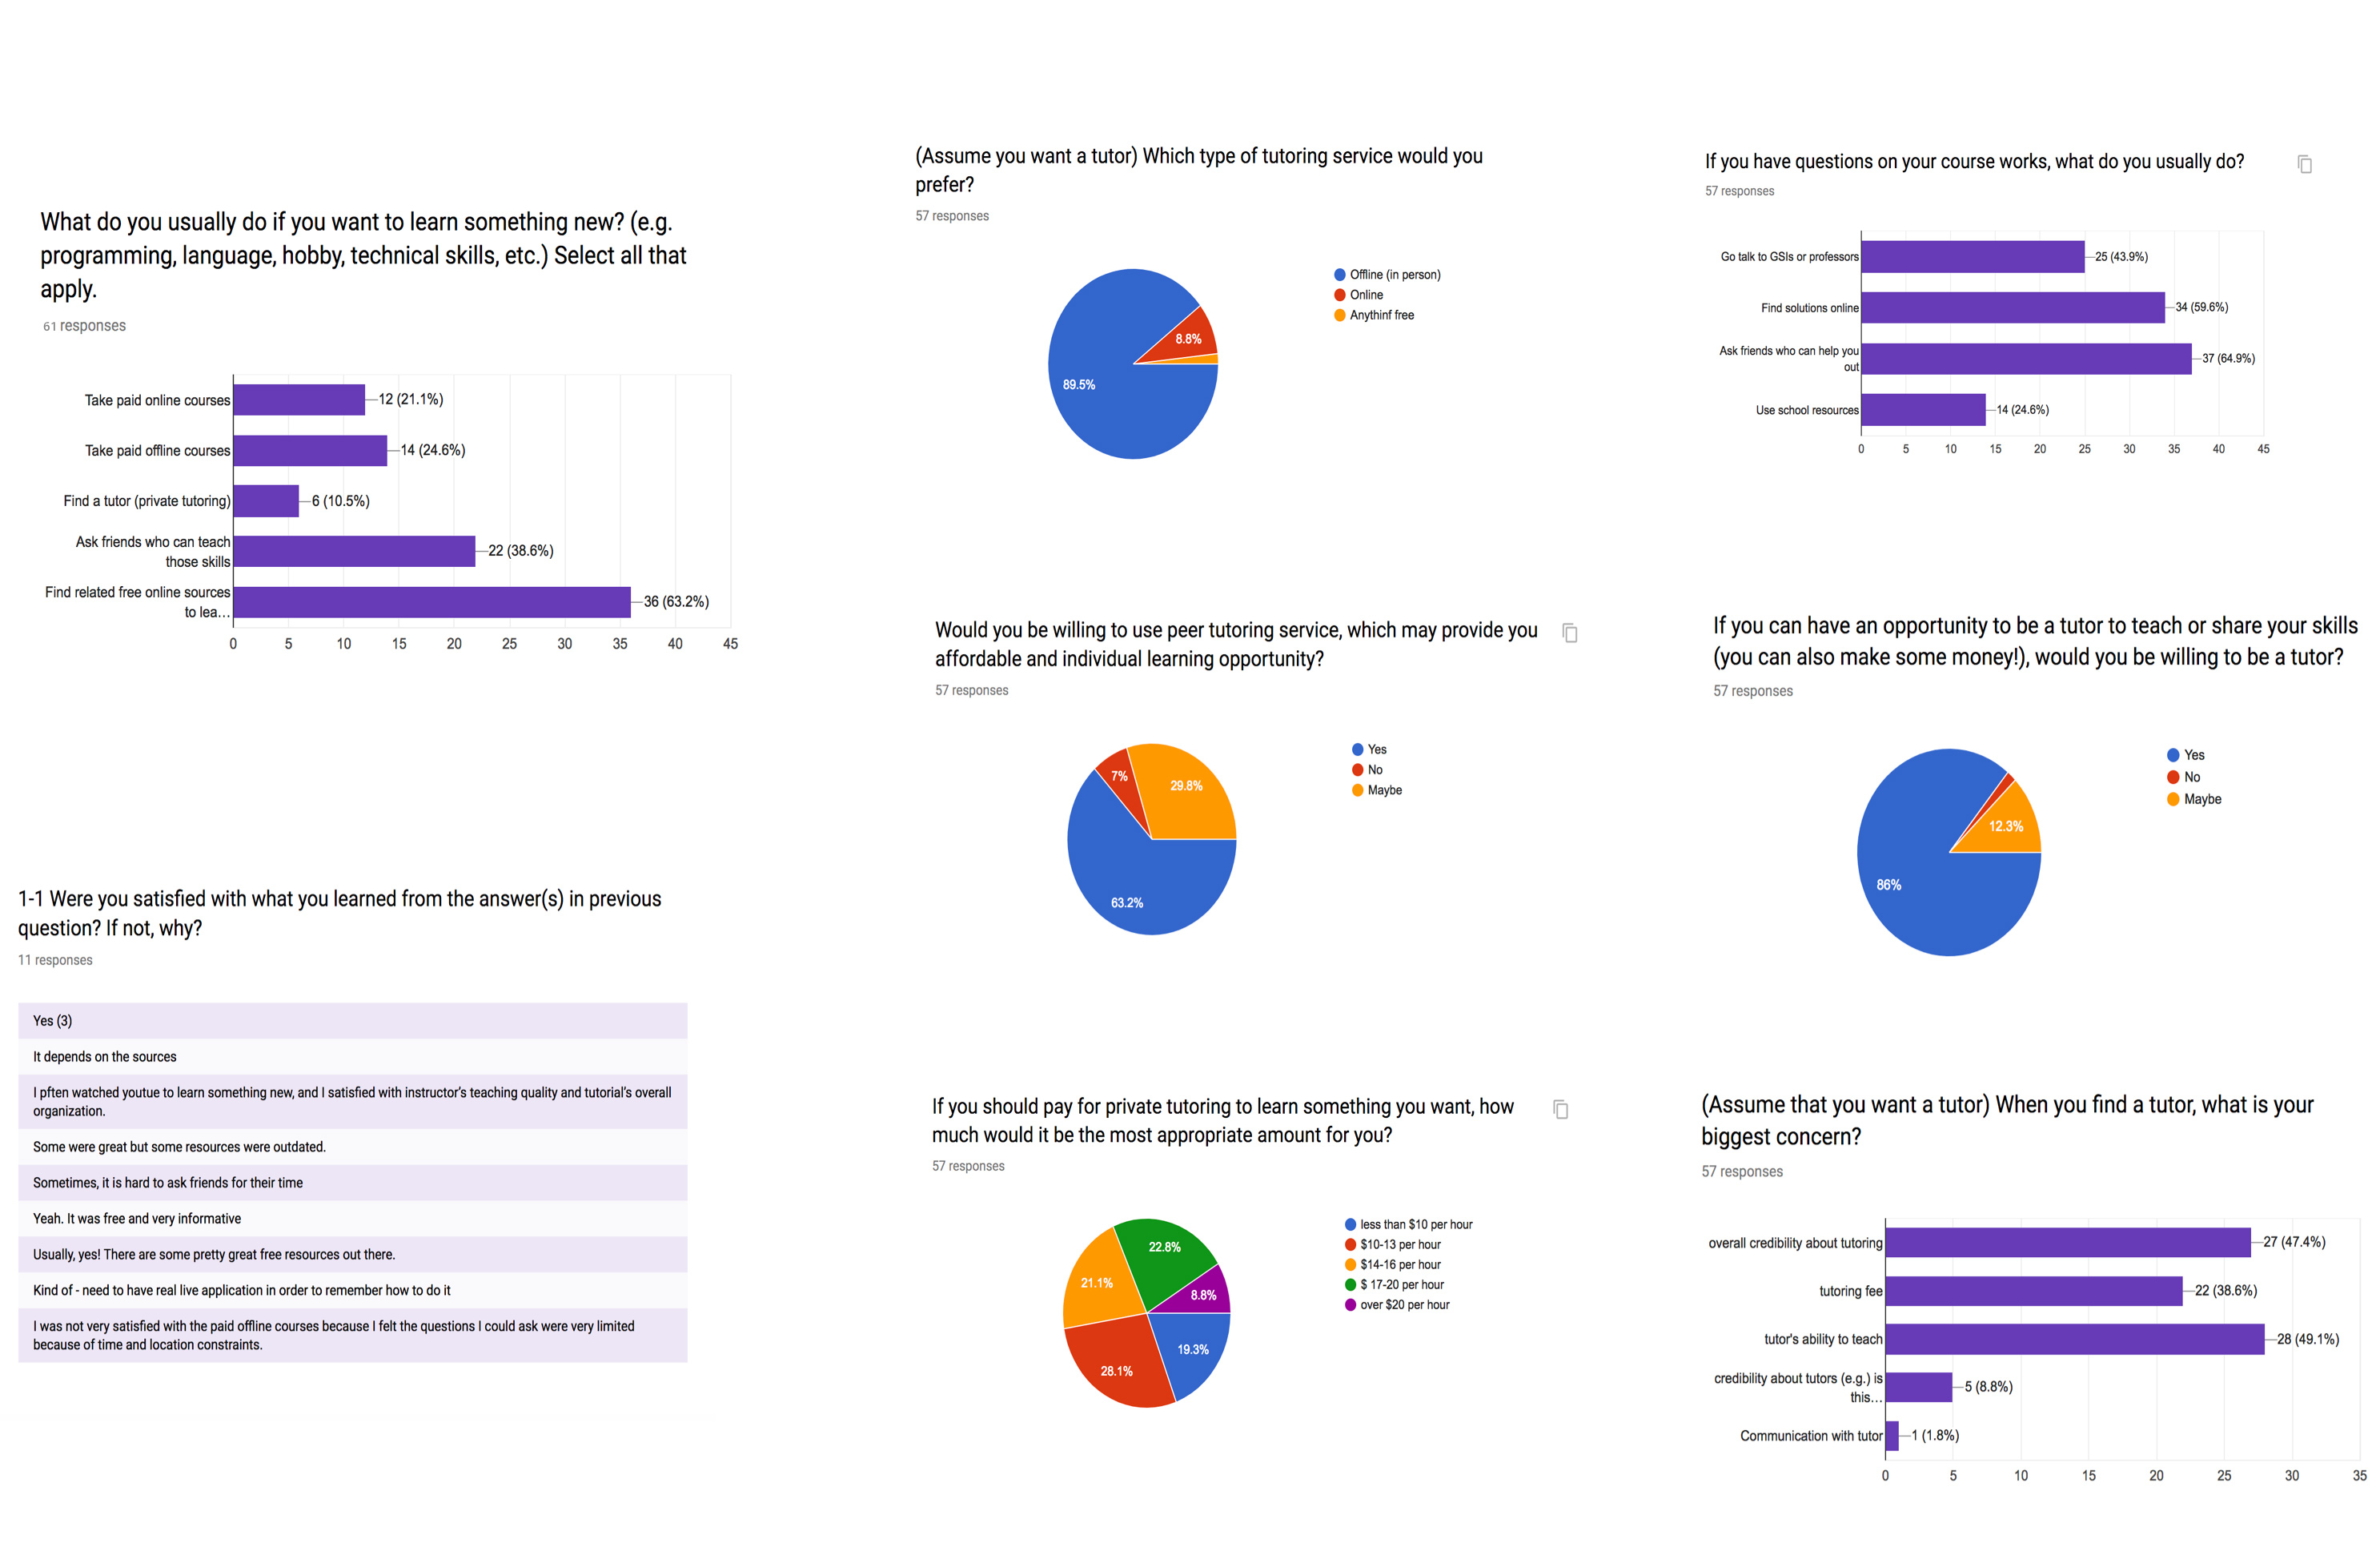 What do you usually do if you want to learn something new? (e.g.
programming, language, hobby, technical skills, etc.) Select all that
apply.
61 responses
Take paid online courses
12 (21.1%)
Take paid offline courses
14 (24.6%)
Find a tutor (private tutoring)
6 (10.5%)
Ask friends who can teach
those skills
22 (38.6%)
Find related free online sources
to lea...
36 (63.2%)
0 5 10 15 20 25 30 35 40 45
1-1 Were you satisfied with what you learned from the answer(s) in previous
question? If not, why?
11 responses
Yes (3)
It depends on the sources
I pften watched youtue to learn something new, and I satisfied with instructor's teaching quality and tutorial's overall
organization.
Some were great but some resources were outdated.
Sometimes, it is hard to ask friends for their time
Yeah. It was free and very informative
Usually, yes! There are some pretty great free resources out there.
Kind of - need to have real live application in order to remember how to do it
I was not very satisfied with the paid offline courses because I felt the questions I could ask were very limited
because of time and location constraints.
(Assume you want a tutor) Which type of tutoring service would you
prefer?
57 responses
Offline (in person)
Online
Anythinf free
8.8%
89.5%
Would you be willing to use peer tutoring service, which may provide you
affordable and individual learning opportunity?
57 responses
Yes
No
Maybe
7%
29.8%
63.2%
If you should pay for private tutoring to learn something you want, how
much would it be the most appropriate amount for you?
57 responses
less than $10 per hour
$10-13 per hour
$14-16 per hour
$ 17-20 per hour
over $20 per hour
22.8%
21.1%
8.8%
19.3%
28.1%
If you have questions on your course works, what do you usually do?
57 responses
Go talk to GSIs or professors
25 (43.9%)
Find solutions online
34 (59.6%)
Ask friends who can help you
out
37 (64.9%)
Use school resources
14 (24.6%)
0 5 10 15 20 25 30 35 40 45
If you can have an opportunity to be a tutor to teach or share your skills
(you can also make some money!), would you be willing to be a tutor?
57 responses
Yes
No
Maybe
12.3%
86%
(Assume that you want a tutor) When you find a tutor, what is your
biggest concern?
57 responses
overall credibility about tutoring
27 (47.4%)
tutoring fee
22 (38.6%)
tutor's ability to teach
28 (49.1%)
credibility about tutors (e.g.) is
this...
5 (8.8%)
Communication with tutor
1 (1.8%)
0 5 10 15 20 25 30 35